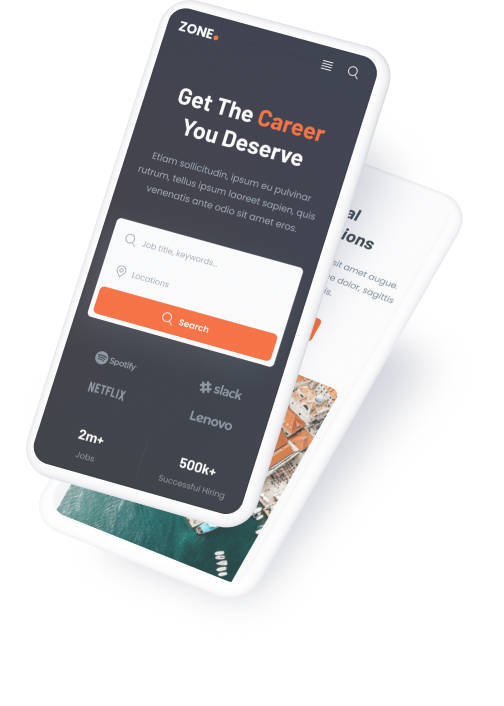 ZONE.
Get The Career
You Deserve
Etiam sollicitudin, ipsum eu pulvinar
rutrum, tellus ipsum laoreet sapien, quis
venenatis ante odio sit amet eros.
Job title, keywords...
Locations
Search
Spotify
slack
NETFLIX
Lenovo
2m+
Jobs
500k+
Successful Hiring
al
ions
sit amet augue.
e dolor, sagittis
is.